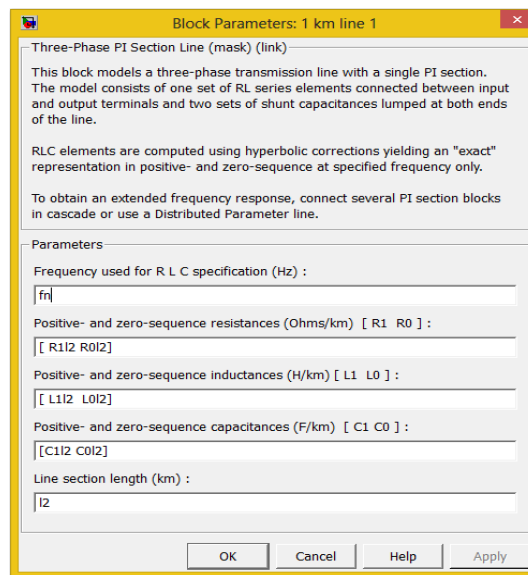 Block Parameters: 1 km line 1
Three-Phase PI Section Line (mask) (link)
This block models a three-phase transmission line with a single PI section.
The model consists of one set of RL series elements connected between input
and output terminals and two sets of shunt capacitances lumped at both ends
of the line.
RLC elements are computed using hyperbolic corrections yielding an "exact"
representation in positive- and zero-sequence at specified frequency only.
To obtain an extended frequency response, connect several PI section blocks
in cascade or use a Distributed Parameter line.
Parameters
Frequency used for R L C specification (Hz) :
fn
Positive- and zero-sequence resistances (Ohms/km) [ R1 R0 ] :
[ R1l2 R0l2]
Positive- and zero-sequence inductances (H/km) [ L1 L0 ] :
[ L1l2 L0l2]
Positive- and zero-sequence capacitances (F/km) [ C1 C0 ] :
[C1l2 C0l2]
Line section length (km) :
l2
OK Cancel Help Apply